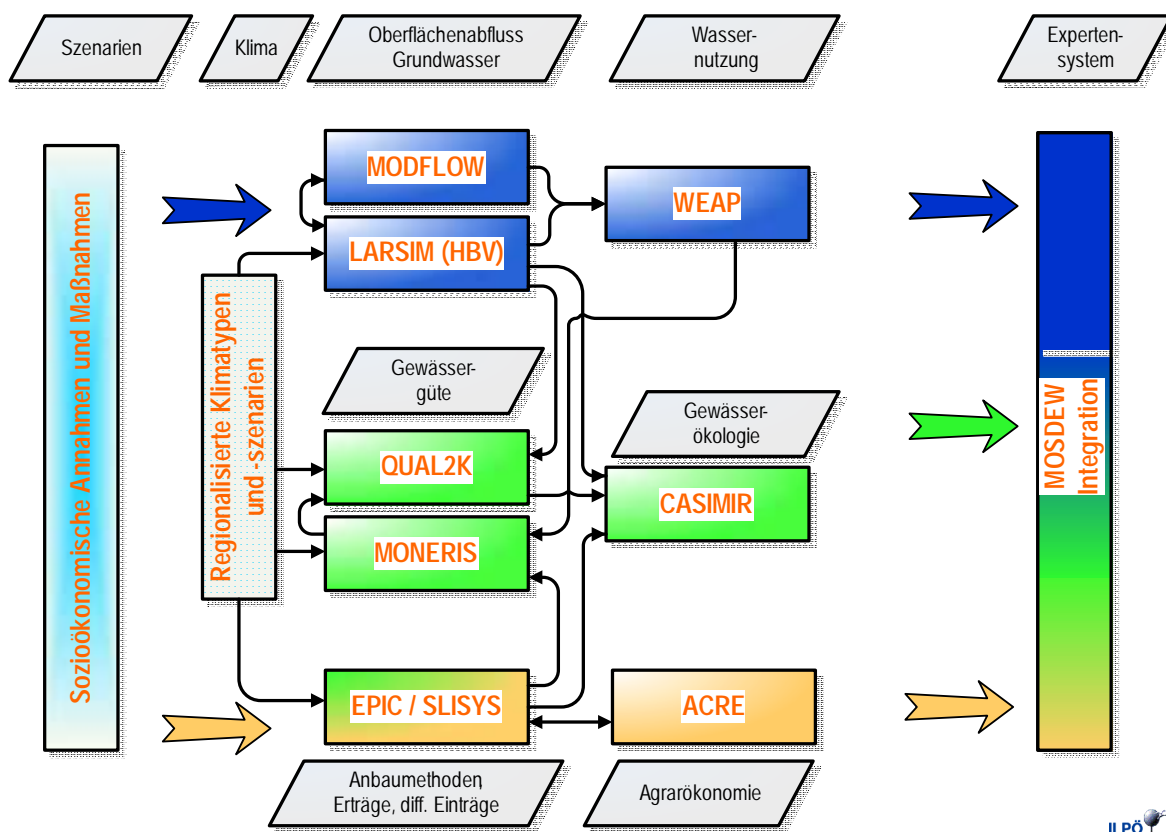 Szenarien
Klima
Oberflächenabfluss
Grundwasser
Wasser-
nutzung
Experten-
system
Sozioökonomische Annahmen und Maßnahmen
Regionalisierte Klimatypen
und -szenarien
MODFLOW
LARSIM (HBV)
WEAP
Gewässer-
güte
QUAL2K
MONERIS
Gewässer-
ökologie
CASIMIR
EPIC / SLISYS
ACRE
Anbaumethoden,
Erträge, diff. Einträge
Agrarökonomie
MOSDEW
Integration
ILPÖ